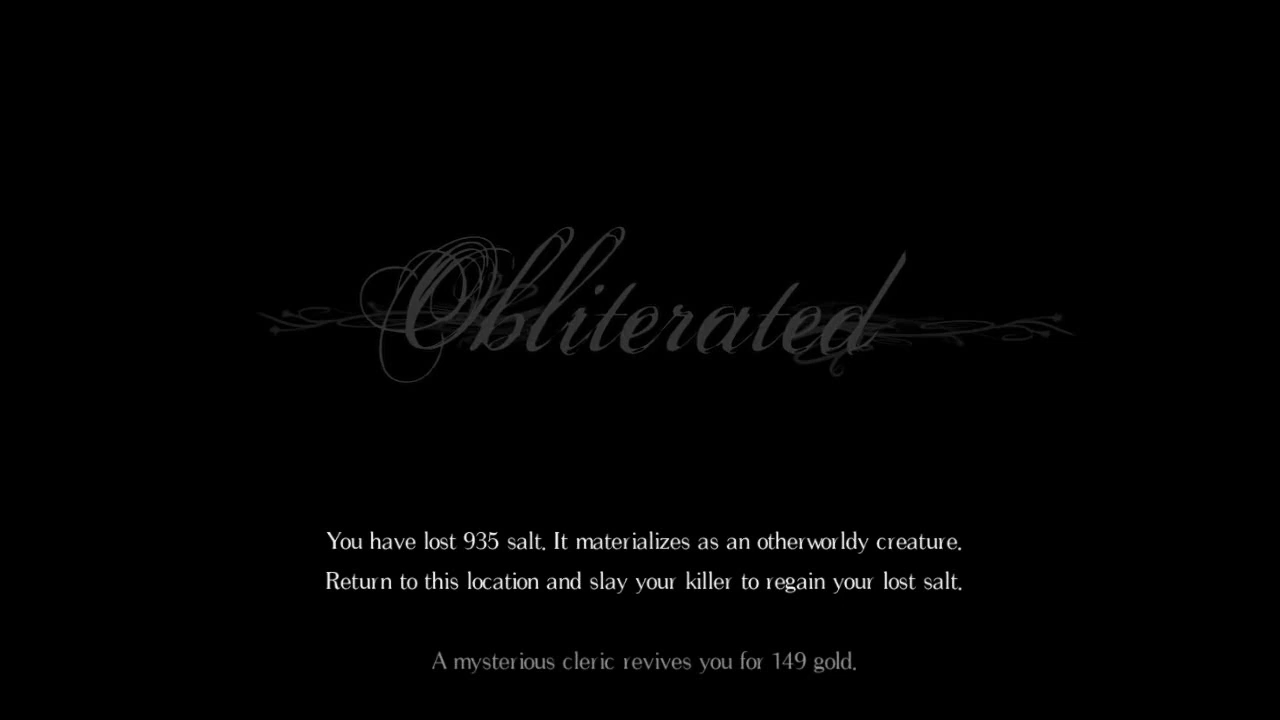 Obliterated
You have lost 935 salt. It materializes as an otherworldly creature.
Return to this location and slay your killer to regain your lost salt.
A mysterious cleric revives you for 149 gold.